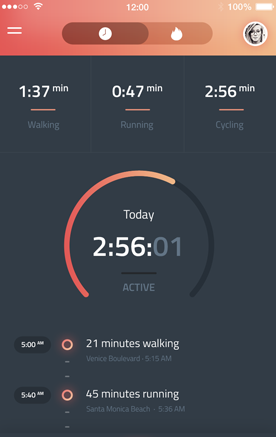 12:00
100%
1:37 min
0:47 min
2:56 min
Walking
Running
Cycling
Today
2:56:01
ACTIVE
5:00 AM
21 minutes walking
Venice Boulevard · 5:15 AM
5:40 AM
45 minutes running
Santa Monica Beach · 5:36 AM